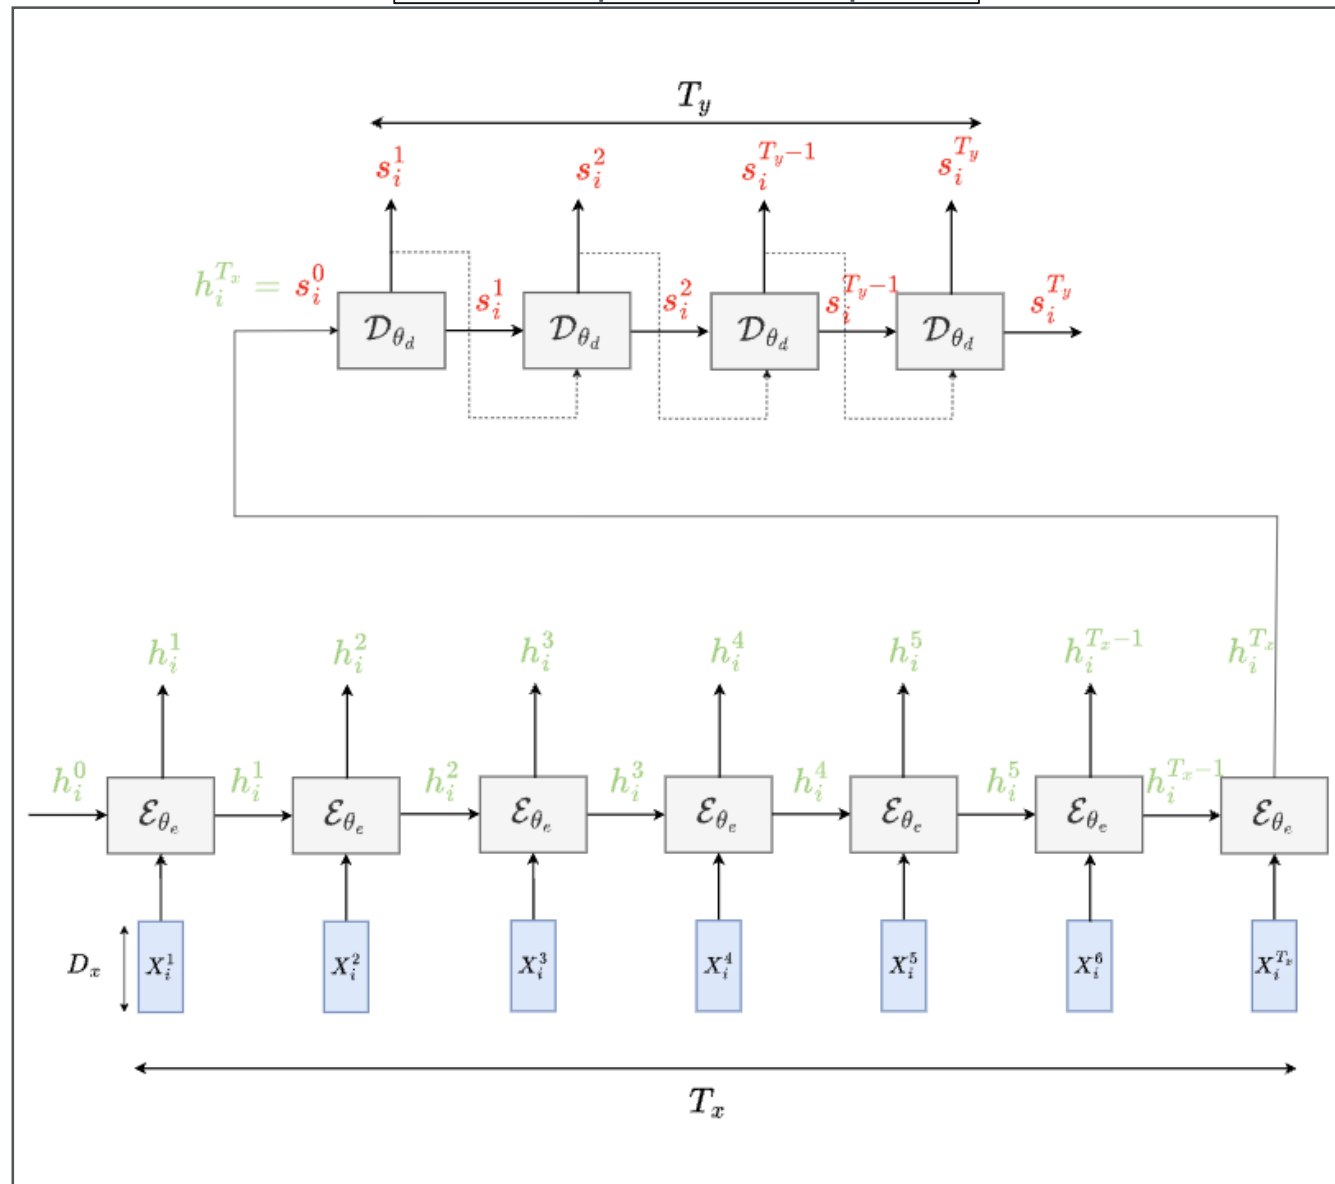 T_y
s_i^1 s_i^2 s_i^{T_y-1} s_i^{T_y}
h_i^{T_x} = s_i^0 s_i^1 s_i^2 s_i^{T_y-1} s_i^{T_y}
𝒟_{θ_d} 𝒟_{θ_d} 𝒟_{θ_d} 𝒟_{θ_d}
h_i^1 h_i^2 h_i^3 h_i^4 h_i^5 h_i^{T_x-1} h_i^{T_x}
h_i^0 h_i^1 h_i^2 h_i^3 h_i^4 h_i^5 h_i^{T_x-1}
ℰ_{θ_e} ℰ_{θ_e} ℰ_{θ_e} ℰ_{θ_e} ℰ_{θ_e} ℰ_{θ_e} ℰ_{θ_e}
D_x X_i^1 X_i^2 X_i^3 X_i^4 X_i^5 X_i^6 X_i^{T_x}
T_x